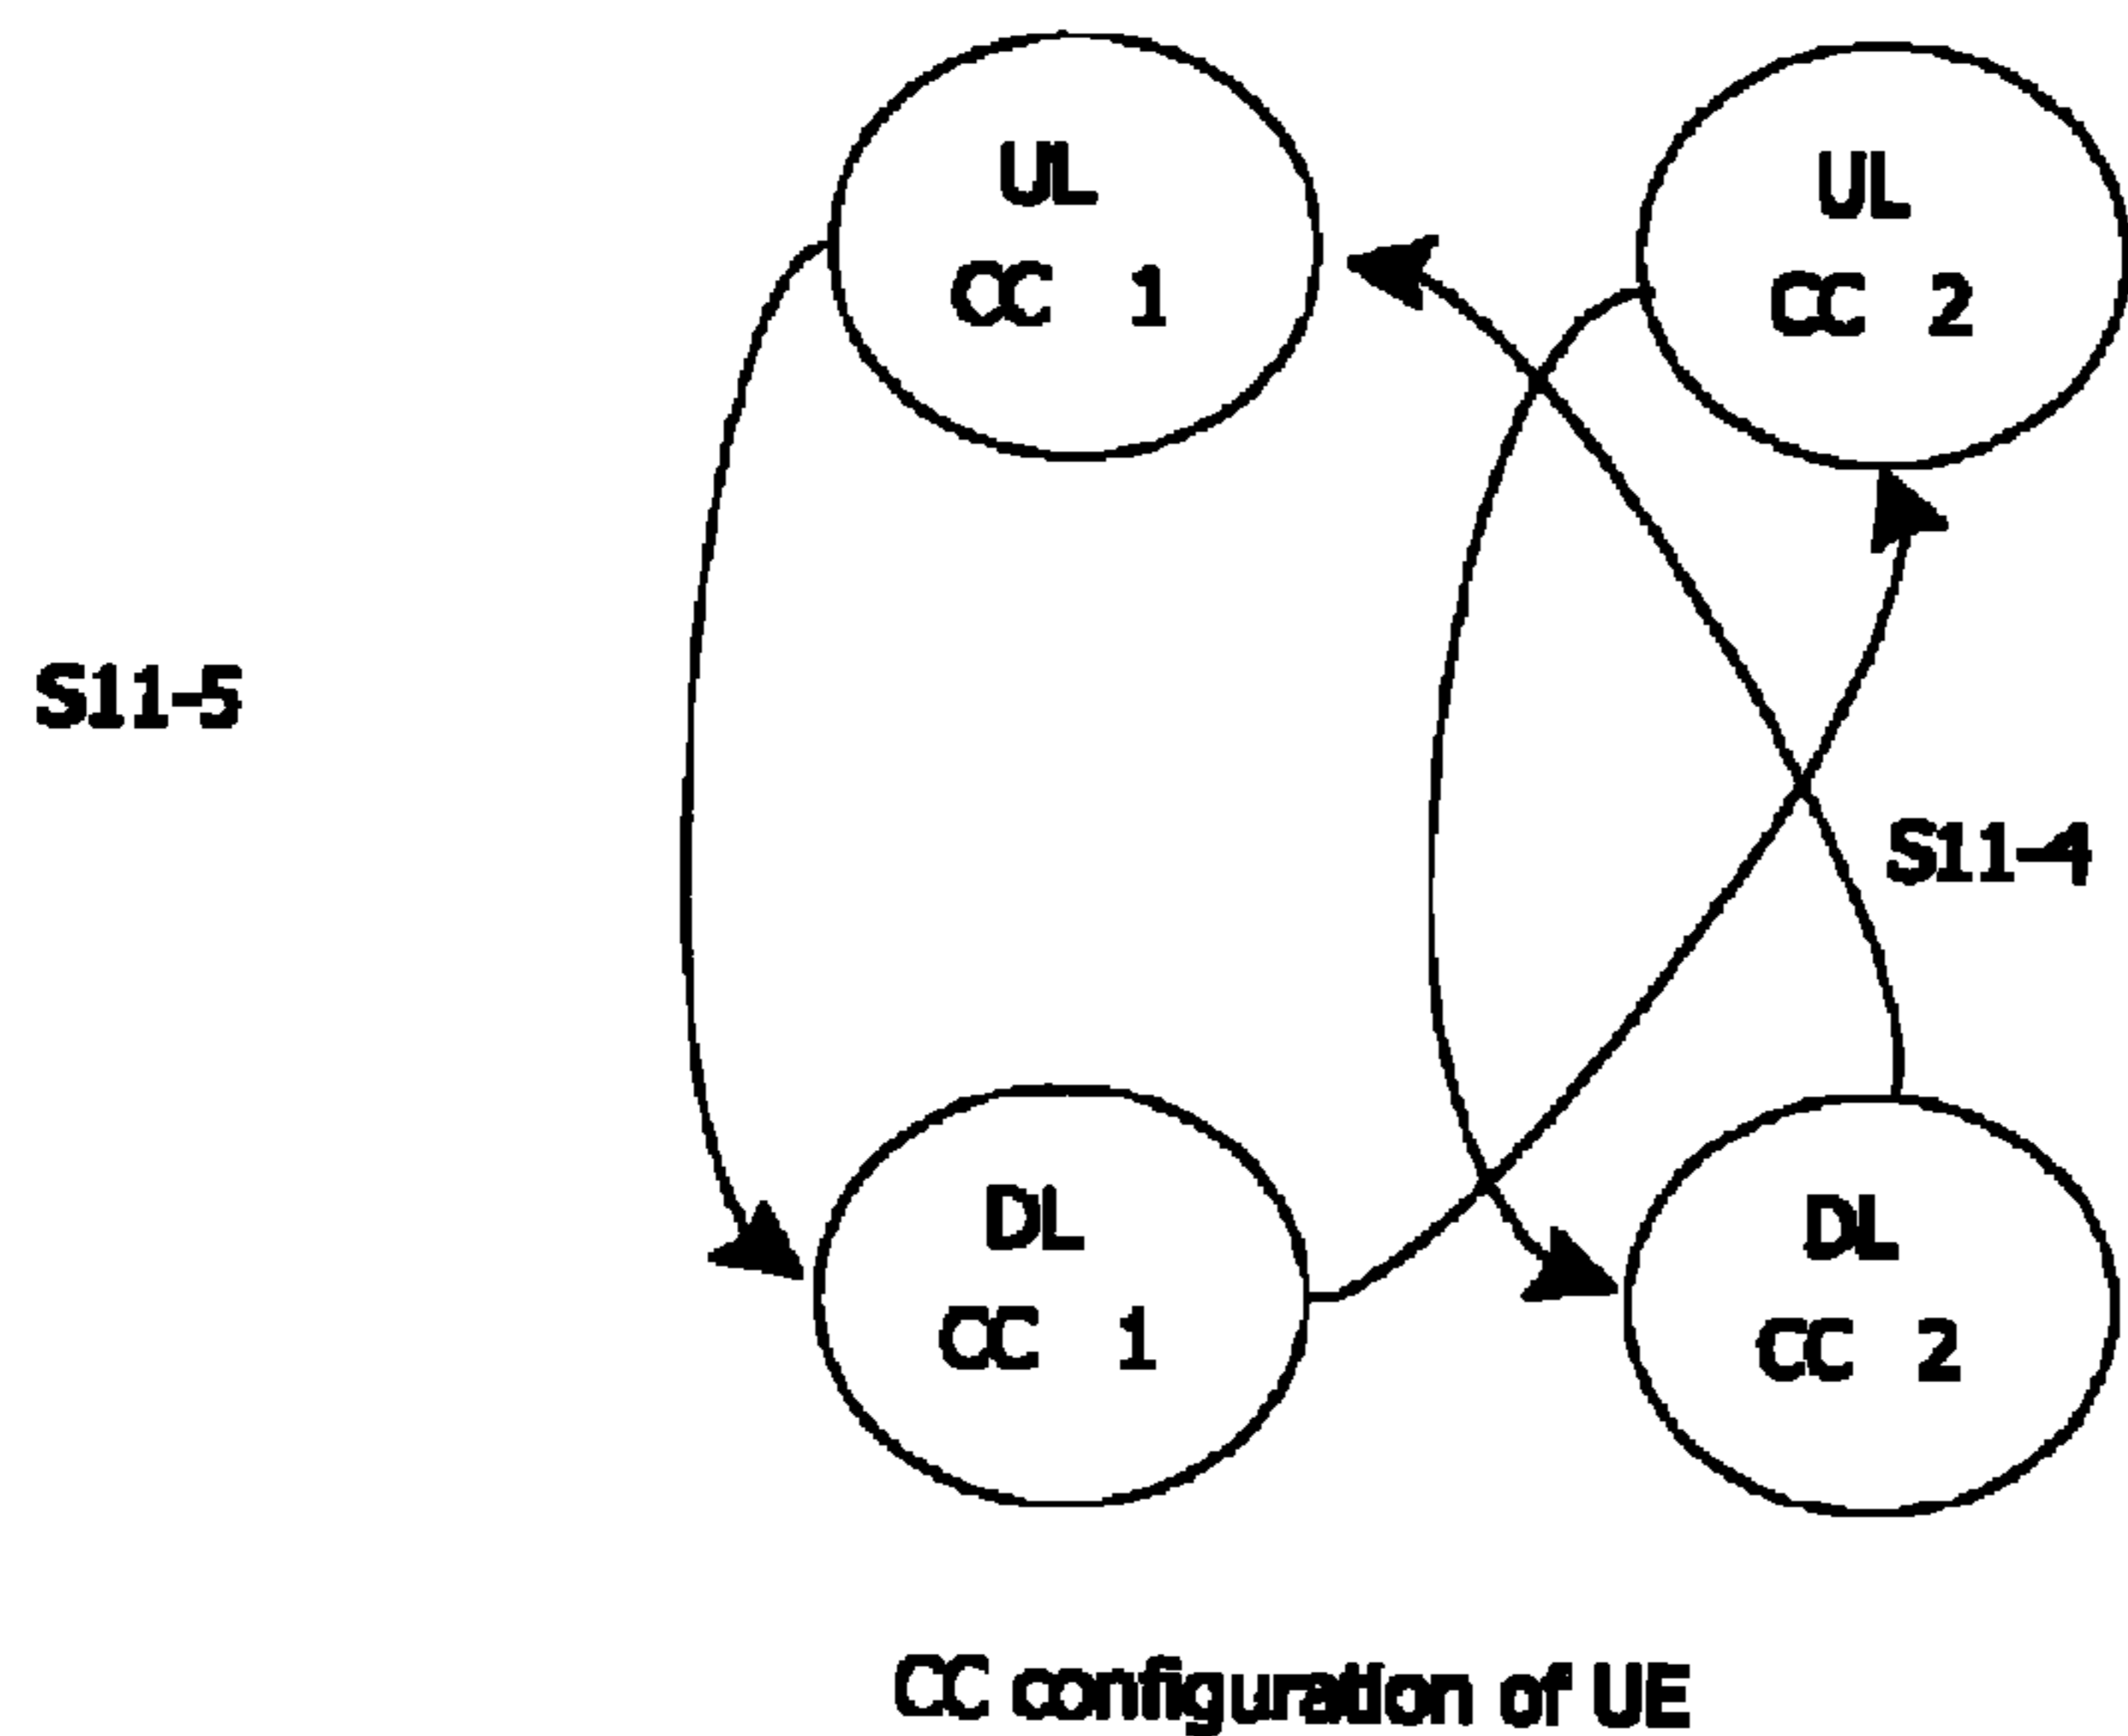 UL
CC 1
UL
CC 2
S11-5
S11-4
DL
CC 1
DL
CC 2
CC configuration of UE